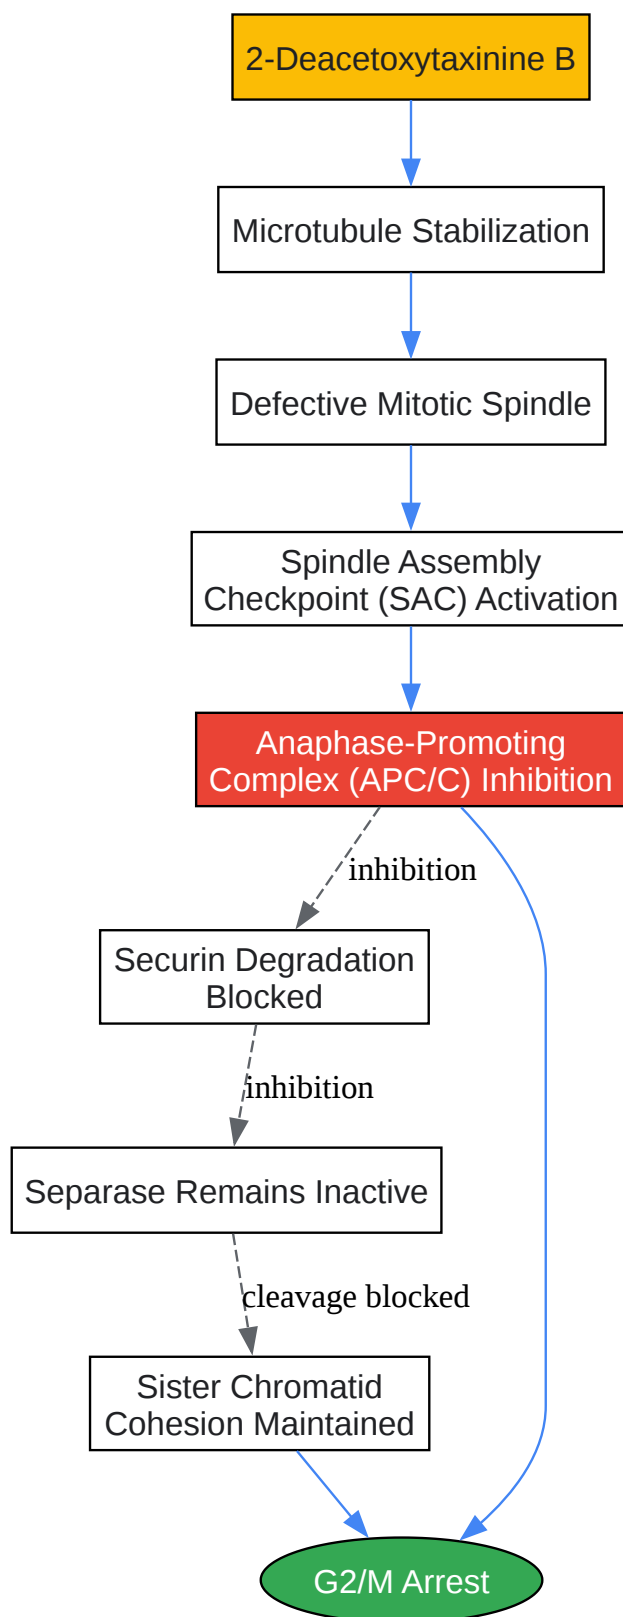 2-Deacetoxytaxinine B
Microtubule Stabilization
Defective Mitotic Spindle
Spindle Assembly
Checkpoint (SAC) Activation
Anaphase-Promoting
Complex (APC/C) Inhibition
inhibition
Securin Degradation
Blocked
inhibition
Separase Remains Inactive
cleavage blocked
Sister Chromatid
Cohesion Maintained
G2/M Arrest